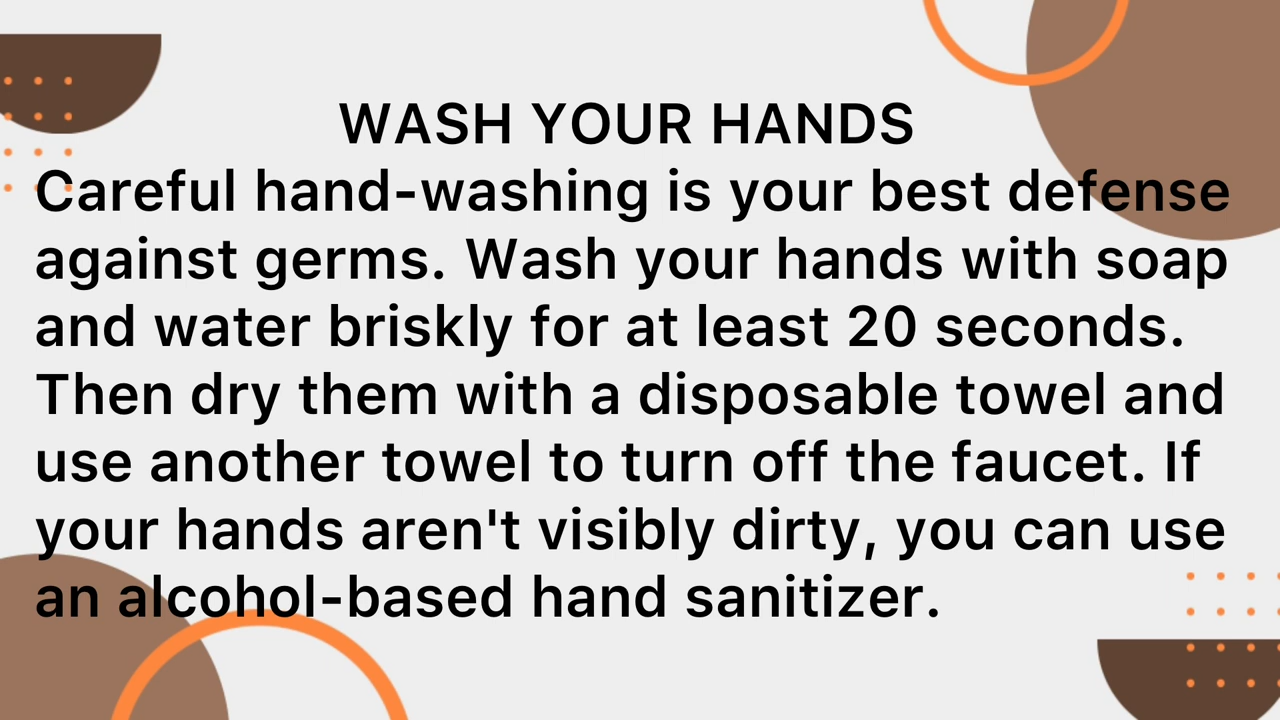 WASH YOUR HANDS
Careful hand-washing is your best defense
against germs. Wash your hands with soap
and water briskly for at least 20 seconds.
Then dry them with a disposable towel and
use another towel to turn off the faucet. If
your hands aren't visibly dirty, you can use
an alcohol-based hand sanitizer.